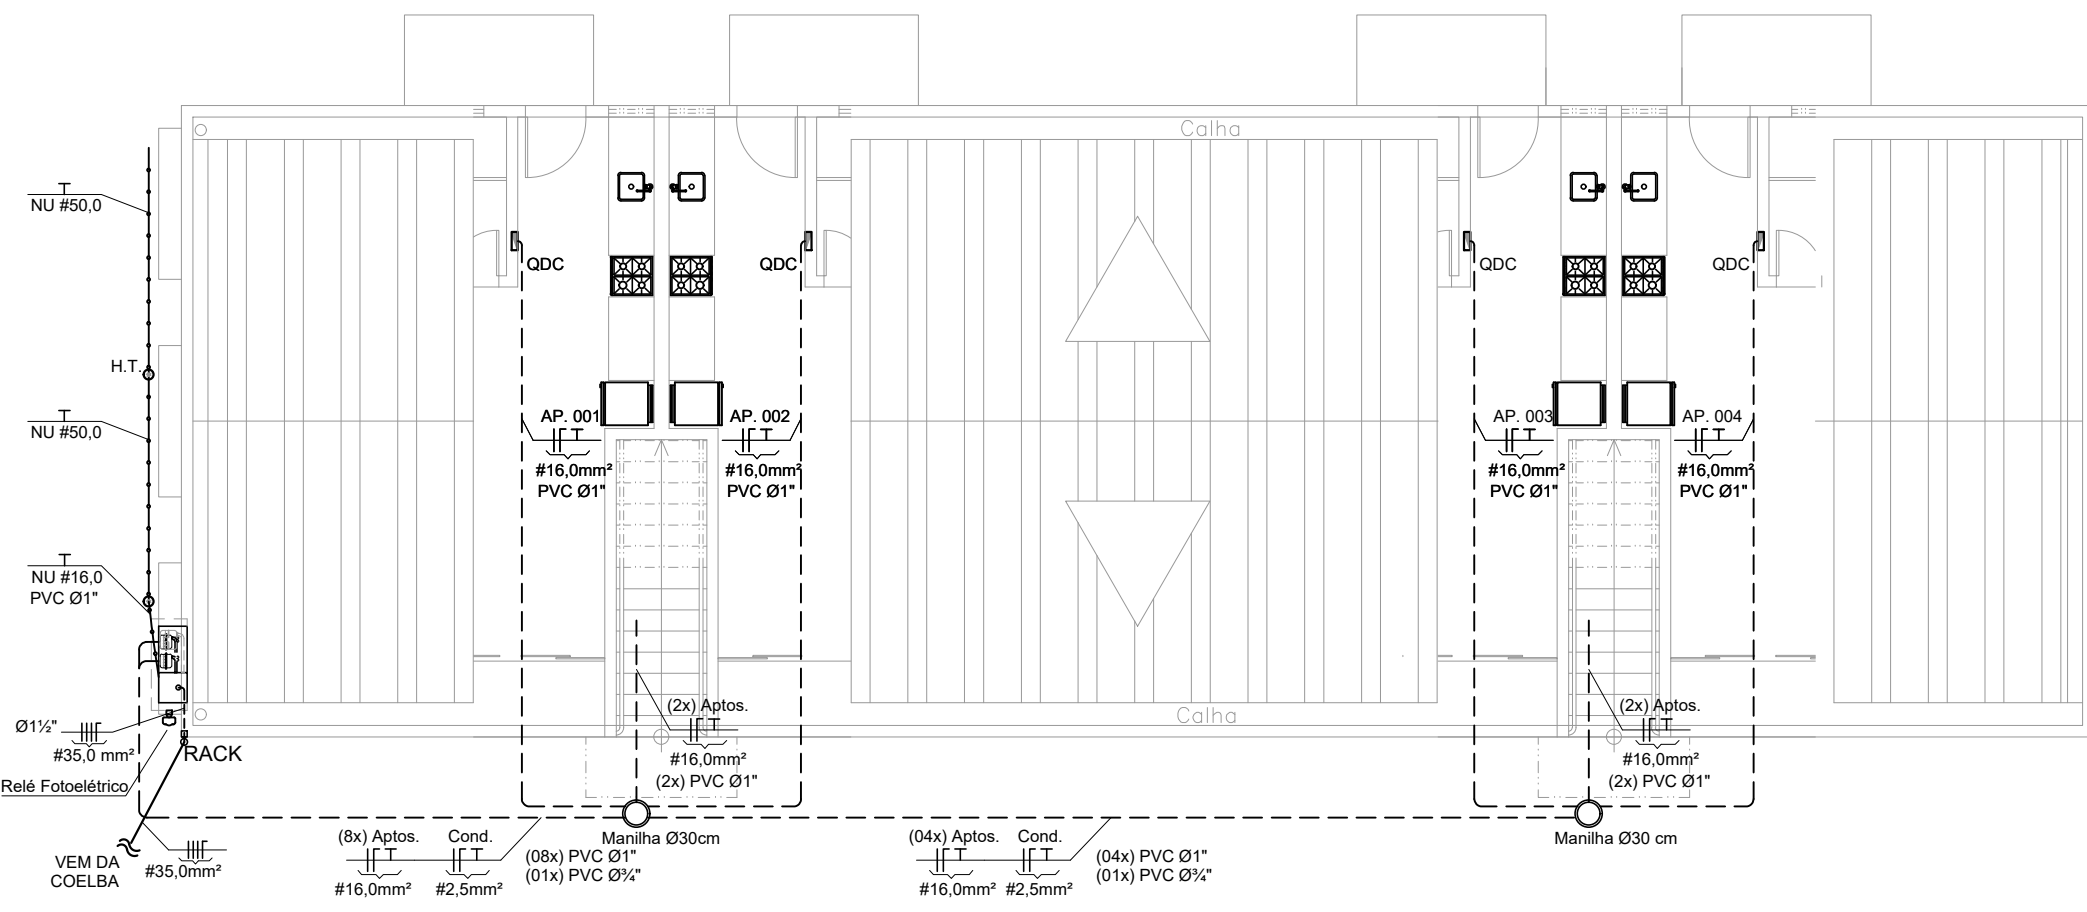 Calha
NU #50,0
QDC
QDC
QDC
QDC
H.T.
NU #50,0
AP. 001
#16,0mm²
PVC Ø1"
AP. 002
#16,0mm²
PVC Ø1"
AP. 003
#16,0mm²
PVC Ø1"
AP. 004
#16,0mm²
PVC Ø1"
NU #16,0
PVC Ø1"
(2x) Aptos.
#16,0mm²
(2x) PVC Ø1"
Calha
(2x) Aptos.
#16,0mm²
(2x) PVC Ø1"
Ø1½"
#35,0 mm²
RACK
Relé Fotoelétrico
VEM DA
COELBA
#35,0mm²
(8x) Aptos.
Cond.
#16,0mm²
#2,5mm²
(08x) PVC Ø1"
(01x) PVC Ø¾"
Manilha Ø30cm
(04x) Aptos.
Cond.
#16,0mm²
#2,5mm²
(04x) PVC Ø1"
(01x) PVC Ø¾"
Manilha Ø30 cm